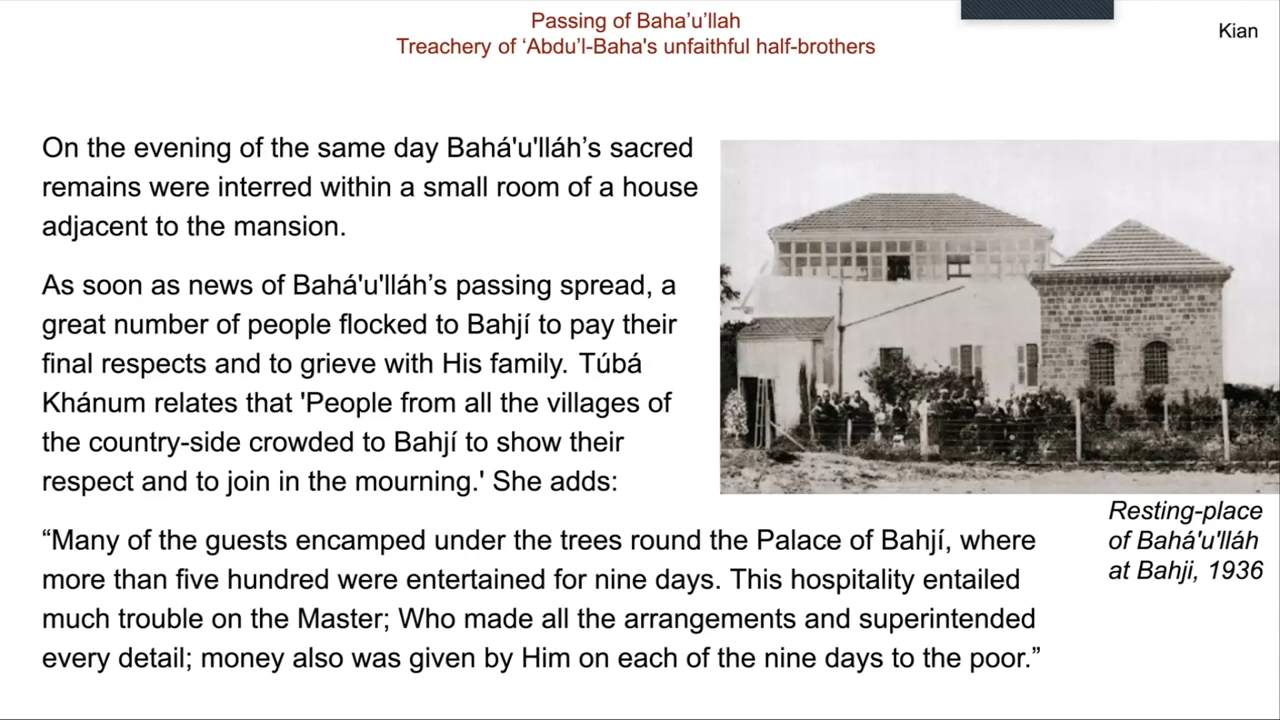 Passing of Baha’u’llah
Treachery of ‘Abdu’l-Baha's unfaithful half-brothers
Kian
On the evening of the same day Bahá'u'lláh’s sacred
remains were interred within a small room of a house
adjacent to the mansion.
As soon as news of Bahá'u'lláh’s passing spread, a
great number of people flocked to Bahjí to pay their
final respects and to grieve with His family. Túbá
Khánum relates that 'People from all the villages of
the country-side crowded to Bahjí to show their
respect and to join in the mourning.' She adds:
“Many of the guests encamped under the trees round the Palace of Bahjí, where
more than five hundred were entertained for nine days. This hospitality entailed
much trouble on the Master; Who made all the arrangements and superintended
every detail; money also was given by Him on each of the nine days to the poor.”
Resting-place
of Bahá'u'lláh
at Bahji, 1936